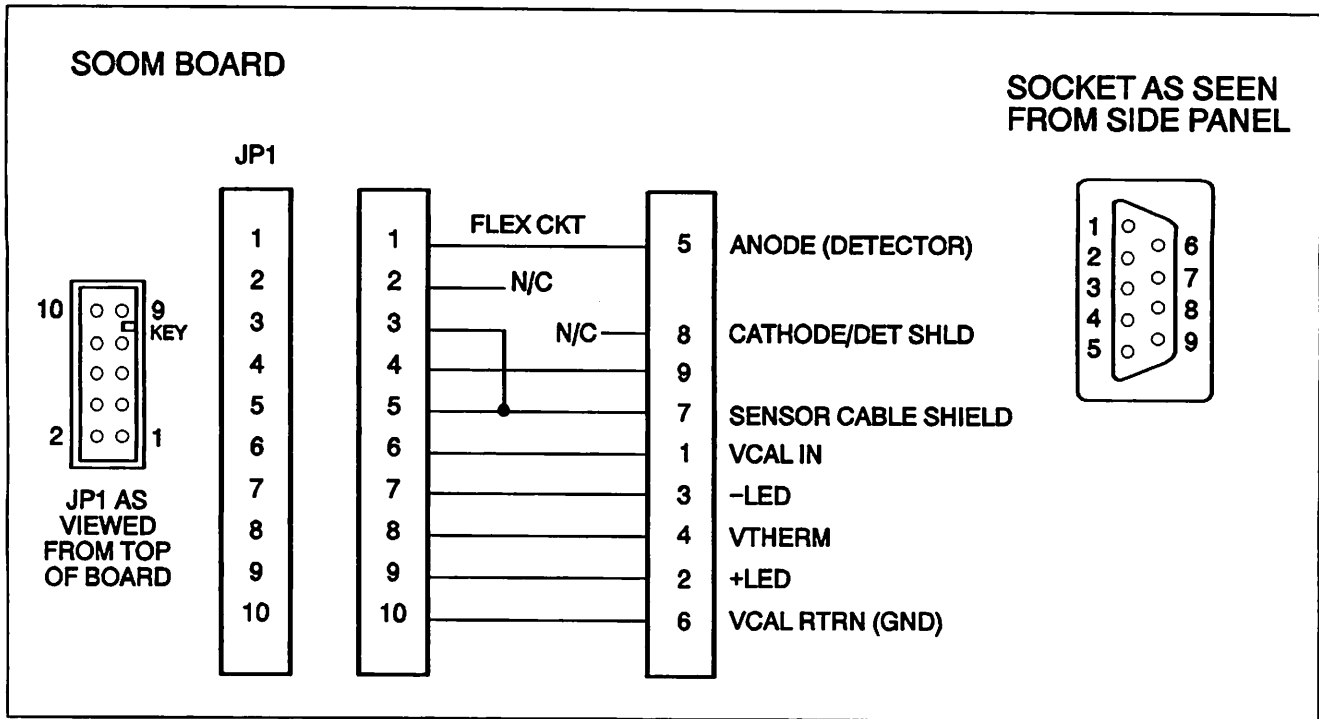 SOOM BOARD
SOCKET AS SEEN
FROM SIDE PANEL
JP1
1 1 FLEX CKT 5 ANODE (DETECTOR)
2 2 N/C
3 3 N/C 8 CATHODE/DET SHLD
4 4 9
5 5 7 SENSOR CABLE SHIELD
6 6 1 VCAL IN
7 7 3 –LED
8 8 4 VTHERM
9 9 2 +LED
10 10 6 VCAL RTRN (GND)
10 9
KEY
2 1
JP1 AS
VIEWED
FROM TOP
OF BOARD
1
2
3
4
5
6
7
8
9